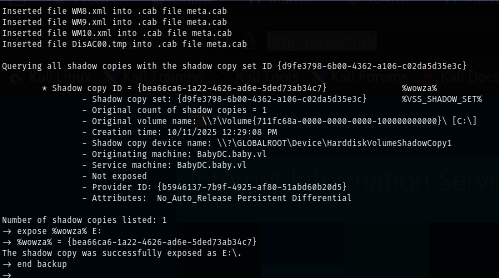 Inserted file WM8.xml into .cab file meta.cab
Inserted file WM9.xml into .cab file meta.cab
Inserted file WM10.xml into .cab file meta.cab
Inserted file DisAC00.tmp into .cab file meta.cab
Querying all shadow copies with the shadow copy set ID {d9fe3798-6b00-4362-a106-c02da5d35e3c}
* Shadow copy ID = {bea66ca6-1a22-4626-ad6e-5ded73ab34c7} %wowza%
- Shadow copy set: {d9fe3798-6b00-4362-a106-c02da5d35e3c} %VSS_SHADOW_SET%
- Original count of shadow copies = 1
- Original volume name: \\?\Volume{711fc68a-0000-0000-0000-100000000000}\ [C:\]
- Creation time: 10/11/2025 12:29:08 PM
- Shadow copy device name: \\?\GLOBALROOT\Device\HarddiskVolumeShadowCopy1
- Originating machine: BabyDC.baby.vl
- Service machine: BabyDC.baby.vl
- Not exposed
- Provider ID: {b5946137-7b9f-4925-af80-51abd60b20d5}
- Attributes: No_Auto_Release Persistent Differential
Number of shadow copies listed: 1
-> expose %wowza% E:
-> %wowza% = {bea66ca6-1a22-4626-ad6e-5ded73ab34c7}
The shadow copy was successfully exposed as E:\.
-> end backup
->